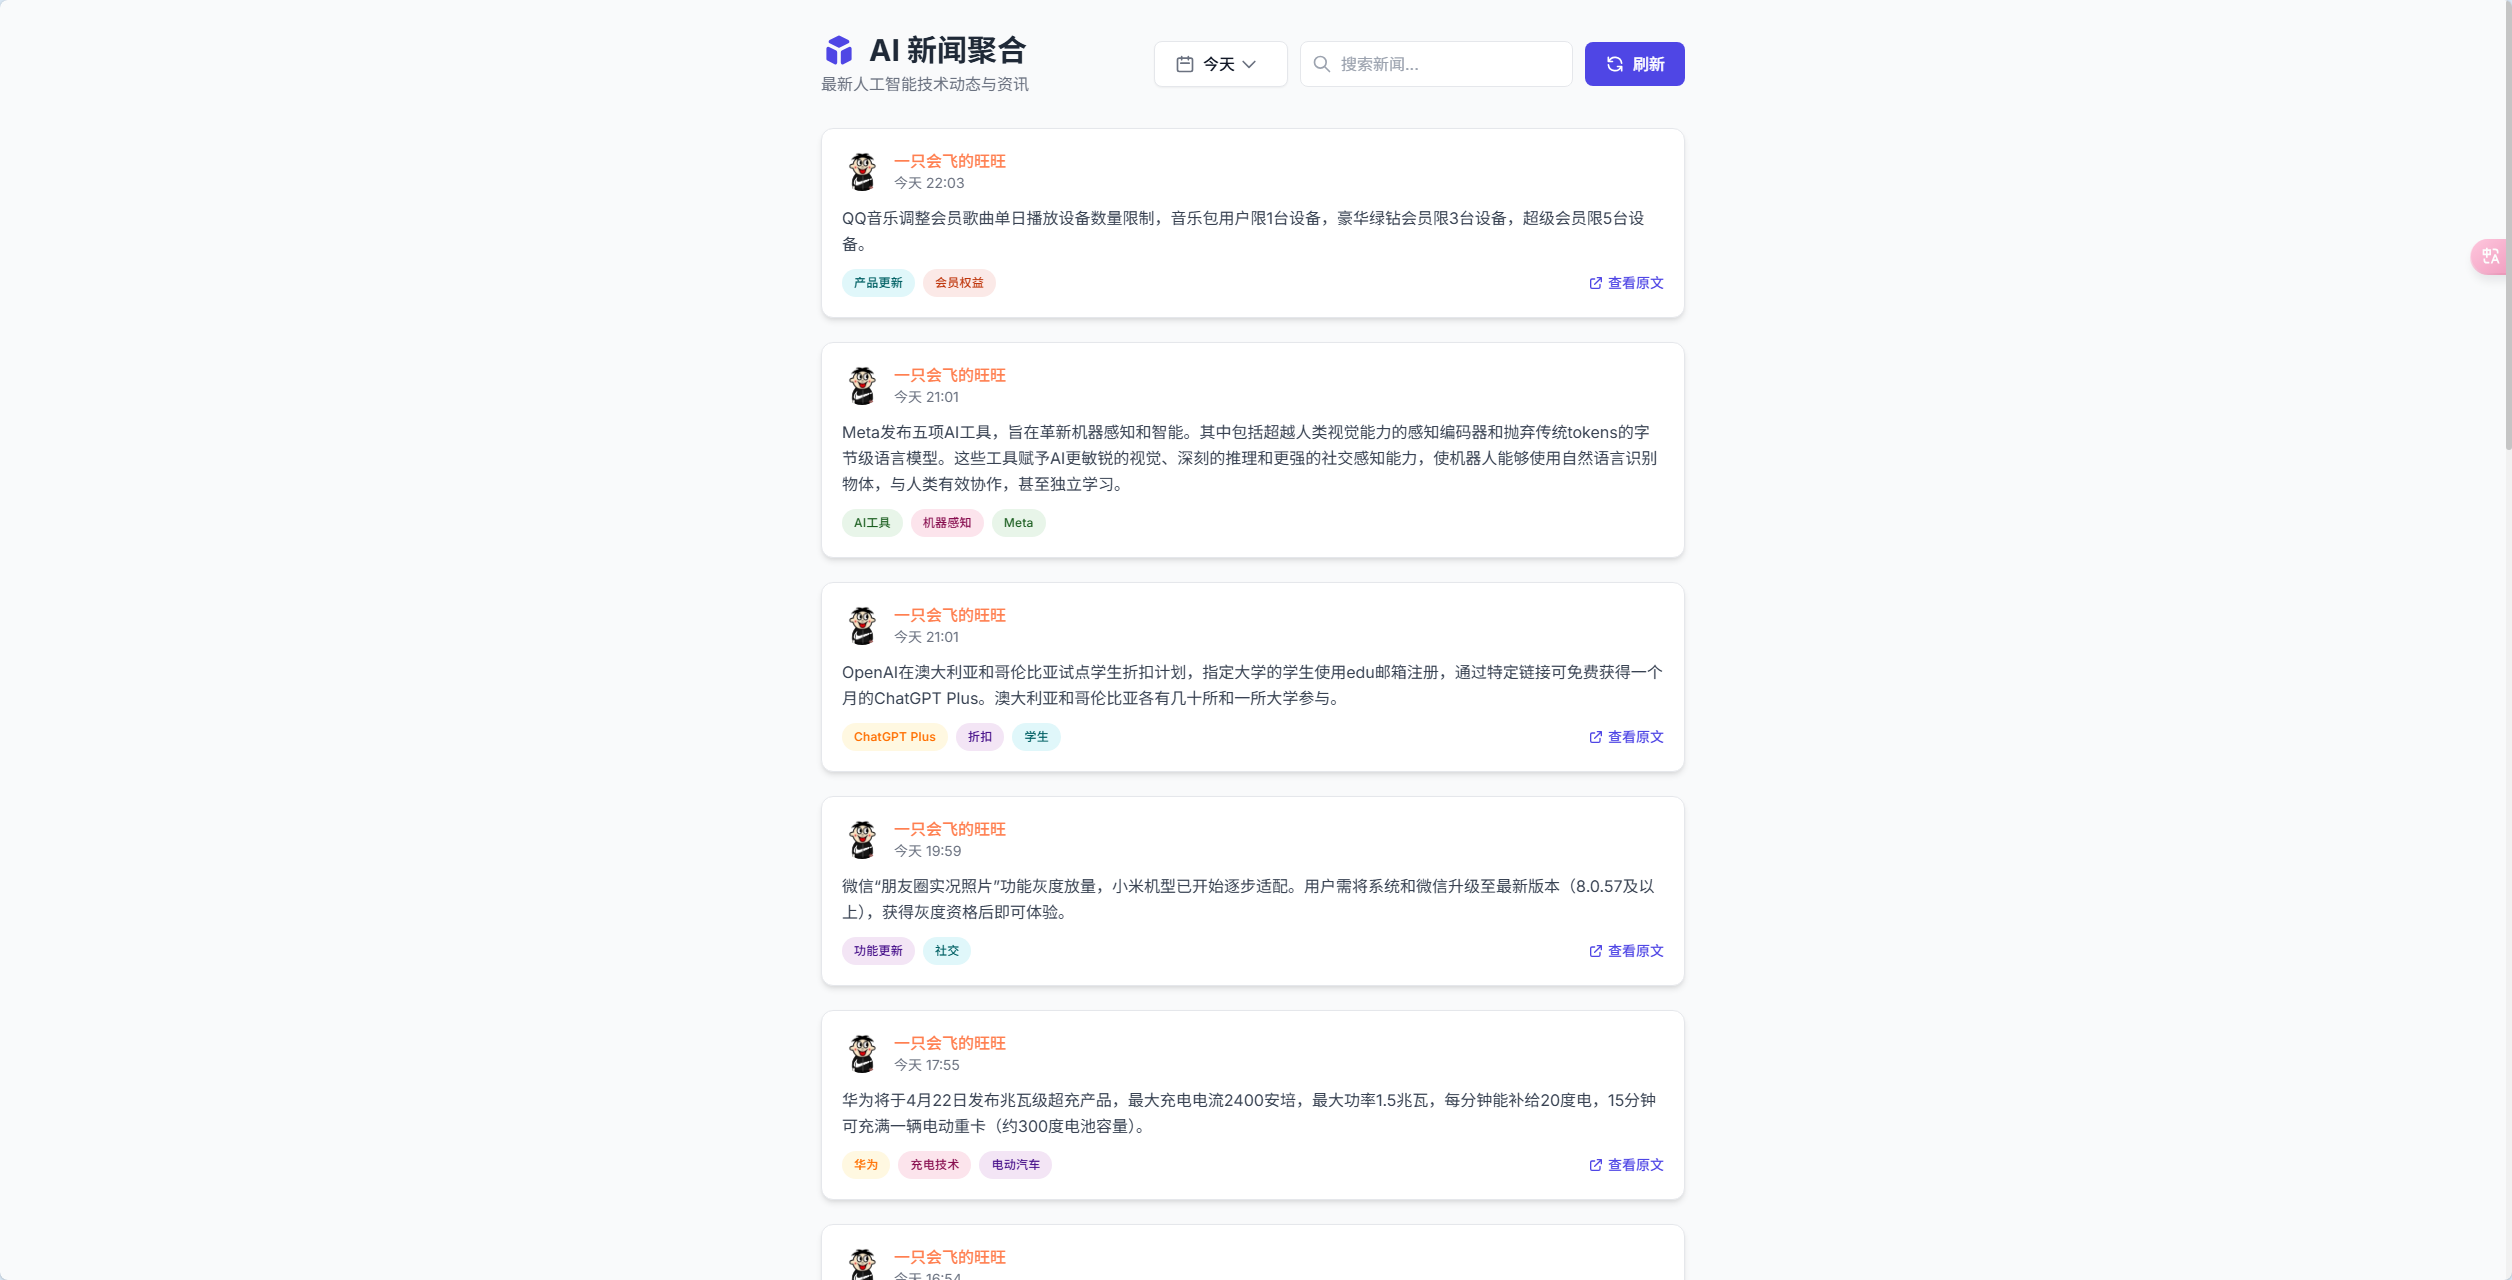 AI 新闻聚合
最新人工智能技术动态与资讯
今天
搜索新闻...
刷新
一只会飞的旺旺
今天 22:03
QQ音乐调整会员歌曲单日播放设备数量限制，音乐包用户限1台设备，豪华绿钻会员限3台设备，超级会员限5台设
备。
产品更新 会员权益 查看原文
一只会飞的旺旺
今天 21:01
Meta发布五项AI工具，旨在革新机器感知和智能。其中包括超越人类视觉能力的感知编码器和抛弃传统tokens的字
节级语言模型。这些工具赋予AI更敏锐的视觉、深刻的推理和更强的社交感知能力，使机器人能够使用自然语言识别
物体，与人类有效协作，甚至独立学习。
AI工具 机器感知 Meta
一只会飞的旺旺
今天 21:01
OpenAI在澳大利亚和哥伦比亚试点学生折扣计划，指定大学的学生使用edu邮箱注册，通过特定链接可免费获得一个
月的ChatGPT Plus。澳大利亚和哥伦比亚各有几十所和一所大学参与。
ChatGPT Plus 折扣 学生 查看原文
一只会飞的旺旺
今天 19:59
微信“朋友圈实况照片”功能灰度放量，小米机型已开始逐步适配。用户需将系统和微信升级至最新版本（8.0.57及以
上），获得灰度资格后即可体验。
功能更新 社交 查看原文
一只会飞的旺旺
今天 17:55
华为将于4月22日发布兆瓦级超充产品，最大充电电流2400安培，最大功率1.5兆瓦，每分钟能补给20度电，15分钟
可充满一辆电动重卡（约300度电池容量）。
华为 充电技术 电动汽车 查看原文
一只会飞的旺旺
今天 16:54